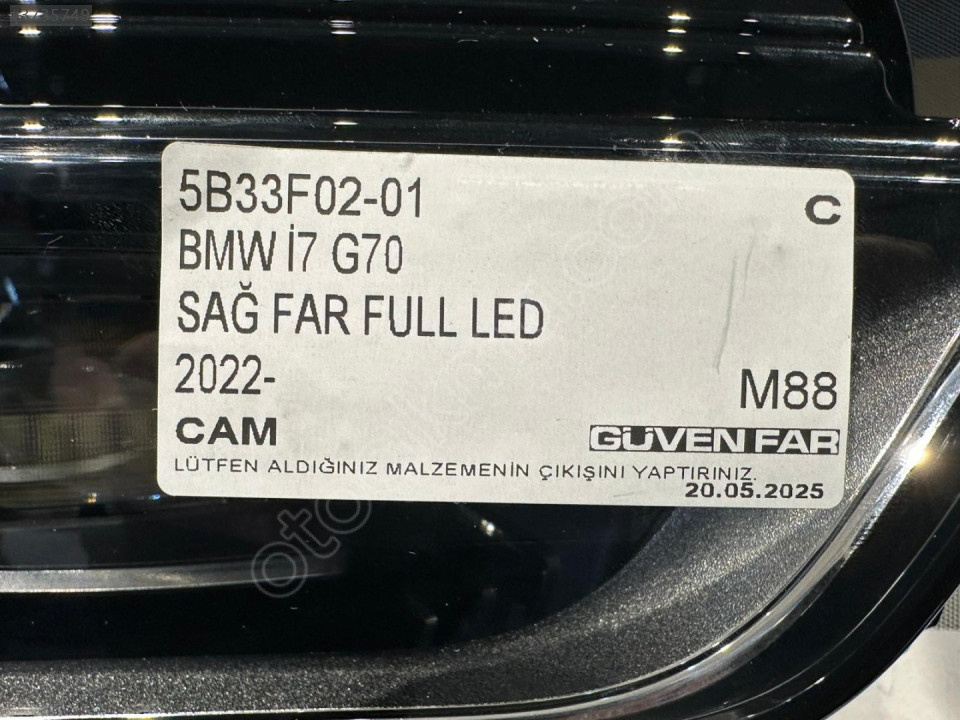 5B33F02-01
C
BMW İ7 G70
SAĞ FAR FULL LED
2022-
M88
CAM
GÜVEN FAR
LÜTFEN ALDIĞINIZ MALZEMENİN ÇIKIŞINI YAPTIRINIZ.
20.05.2025